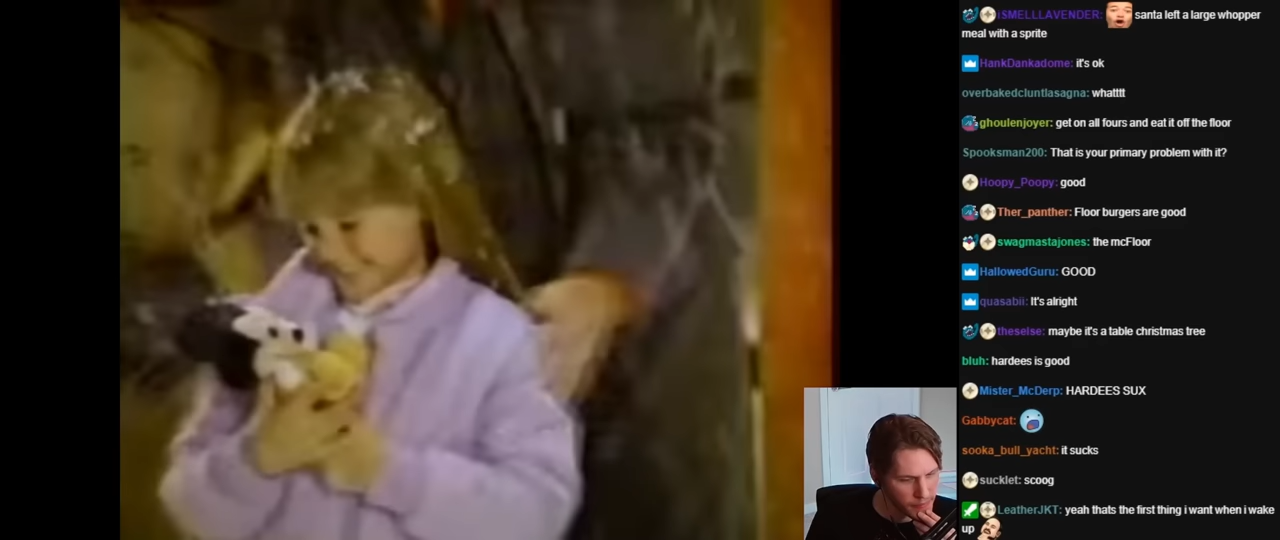 iSMELLLAVENDER: santa left a large whopper
meal with a sprite
HankDankadome: it's ok
overbakedcluntlasagna: whatttt
ghoulenjoyer: get on all fours and eat it off the floor
Spooksman200: That is your primary problem with it?
Hoopy_Poopy: good
Ther_panther: Floor burgers are good
swagmastajones: the mcFloor
HallowedGuru: GOOD
quasabii: It's alright
theselse: maybe it's a table christmas tree
bluh: hardees is good
Mister_McDerp: HARDEES SUX
Gabbycat:
sooka_bull_yacht: it sucks
sucklet: scoog
LeatherJKT: yeah thats the first thing i want when i wake
up